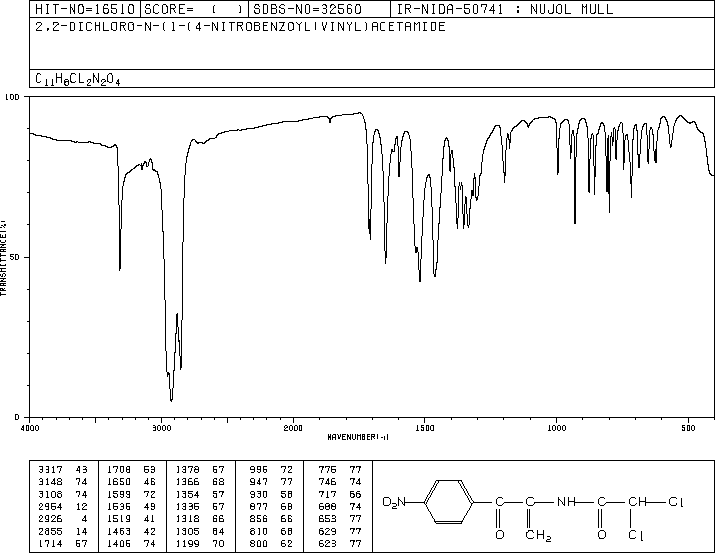 HIT-NO=16510 SCORE= ( ) SDBS-NO=32560 IR-NIDA-50741 : NUJOL MULL
2,2-DICHLORO-N-(1-(4-NITROBENZOYL)VINYL)ACETAMIDE
C11H8CL2N2O4
100
50
0
TRANSMITTANCE(%)
4000 3000 2000 1500 1000 500
WAVENUMBER(-1)
3317 43 1708 53 1378 57 996 72 776 77
3148 74 1650 46 1366 68 947 77 746 74
3108 74 1599 72 1354 57 930 58 717 66
2954 12 1536 49 1335 57 877 68 688 74
2926 4 1519 41 1318 66 856 66 653 77
2855 14 1463 42 1305 64 810 68 629 77
1714 57 1406 74 1199 70 800 62 623 77
O2N C C NH C CH Cl
O CH2 O Cl